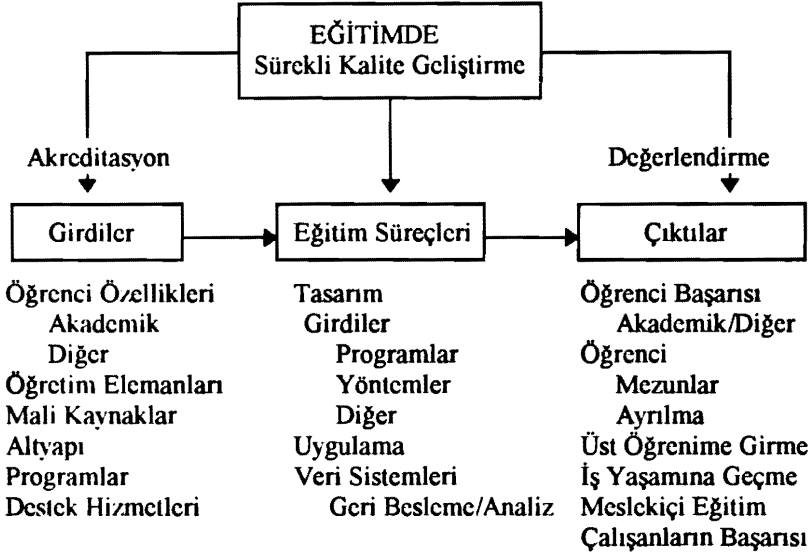 EĞİTİMDE
Sürekli Kalite Geliştirme
Akreditasyon
Değerlendirme
Girdiler
Eğitim Süreçleri
Çıktılar
Öğrenci Özellikleri
Akademik
Diğer
Öğretim Elemanları
Mali Kaynaklar
Altyapı
Programlar
Destek Hizmetleri
Tasarım
Girdiler
Programlar
Yöntemler
Diğer
Uygulama
Veri Sistemleri
Geri Besleme/Analiz
Öğrenci Başarısı
Akademik/Diğer
Öğrenci
Mezunlar
Ayrılma
Üst Öğrenime Girme
İş Yaşamına Geçme
Meslekiçi Eğitim
Çalışanların Başarısı